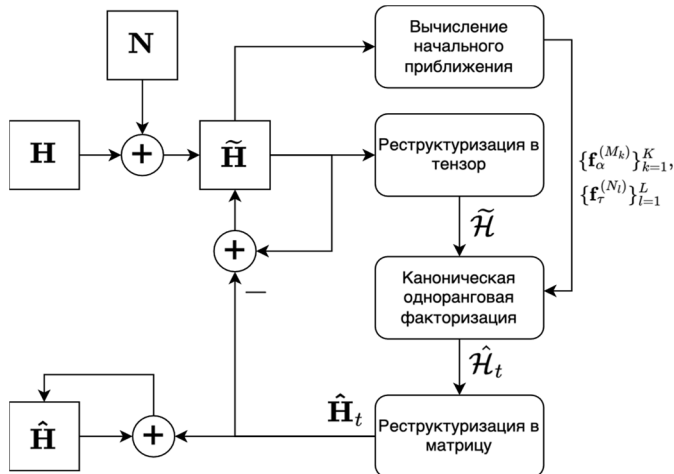 N
Вычисление
начального
приближения
H
+
H̃
Реструктуризация в
тензор
{f_α^(M_k)}_{k=1}^K,
{f_τ^(N_l)}_{l=1}^L
ℋ̃
+
−
Каноническая
одноранговая
факторизация
ℋ̂_t
Ĥ
+
Ĥ_t
Реструктуризация в
матрицу